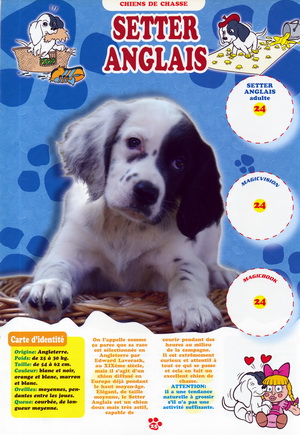 CHIENS DE CHASSE
SETTER
ANGLAIS
SETTER
ANGLAIS
adulte
24
MAGICVISION
24
MAGICBOOK
24
Carte d'identité
Origine: Angleterre.
Poids: de 25 à 30 kg.
Taille: de 54 à 62 cm.
Couleur: blanc et noir,
orange et blanc, marron
et blanc.
Oreilles: moyennes, pen-
dantes entre les joues.
Queue: courbée, de lon-
gueur moyenne.
On l'appelle comme
ça parce que sa race
est sélectionnée en
Angleterre par
Edward Laverack,
au XIXème siècle,
mais il s'agit d'un
chien diffusé en
Europe déjà pendant
le haut moyen-âge.
Elégant, de taille
moyenne, le Setter
Anglais est un chien
doux mais très actif,
capable de
courir pendant des
heures au milieu
de la campagne.
Il est extrêmement
curieux et attentif à
tout ce qui se passe
et cela en fait un
excellent chien de
chasse.
ATTENTION:
il a une tendance
naturelle à grossir
s'il n'a pas une
activité suffisante.